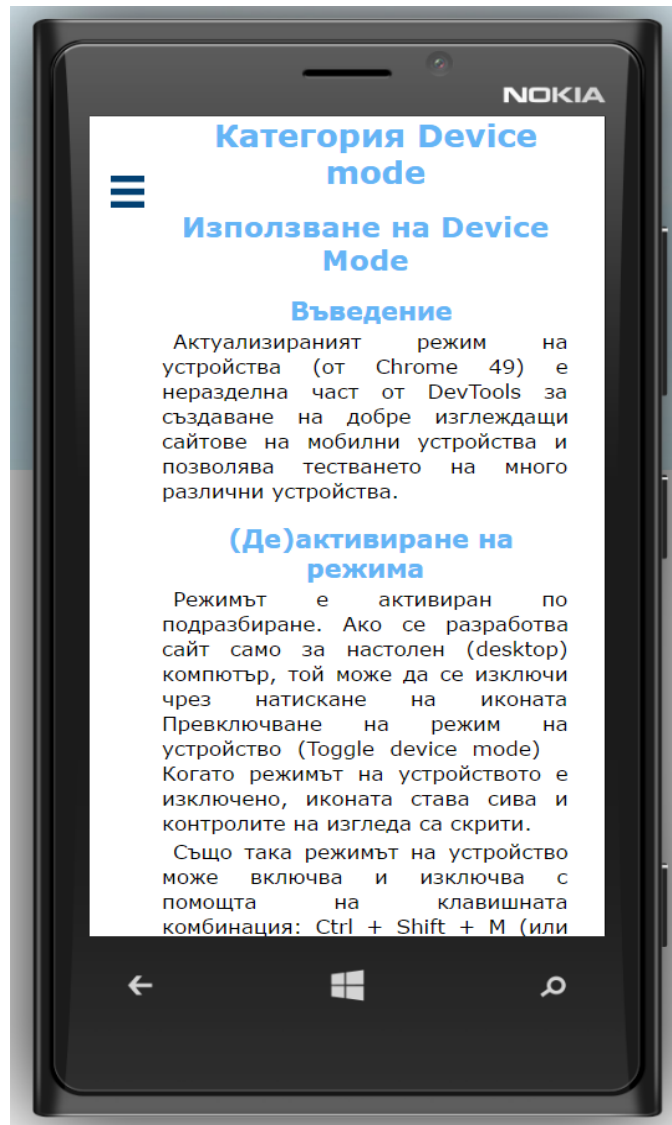 NOKIA
Категория Device
mode
Използване на Device
Mode
Въведение
Актуализираният режим на
устройства (от Chrome 49) е
неразделна част от DevTools за
създаване на добре изглеждащи
сайтове на мобилни устройства и
позволява тестването на много
различни устройства.
(Де)активиране на
режима
Режимът е активиран по
подразбиране. Ако се разработва
сайт само за настолен (desktop)
компютър, той може да се изключи
чрез натискане на иконата
Превключване на режим на
устройство (Toggle device mode)
Когато режимът на устройството е
изключено, иконата става сива и
контролите на изгледа са скрити.
Също така режимът на устройство
може включва и изключва с
помощта на клавишната
комбинация: Ctrl + Shift + M (или